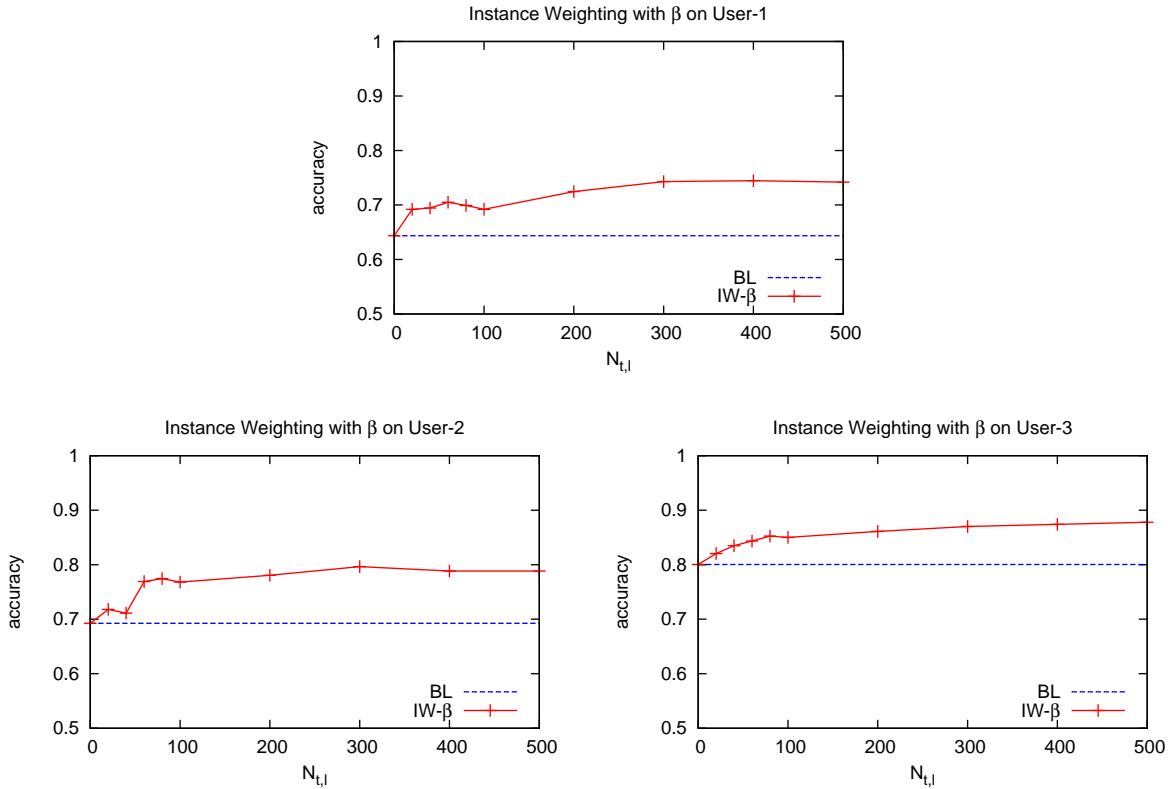 Instance Weighting with β on User-1
1
0.9
0.8
0.7
0.6
0.5
accuracy
BL
IW-β
0 100 200 300 400 500
N_{t,l}
Instance Weighting with β on User-2
1
0.9
0.8
0.7
0.6
0.5
accuracy
BL
IW-β
0 100 200 300 400 500
N_{t,l}
Instance Weighting with β on User-3
1
0.9
0.8
0.7
0.6
0.5
accuracy
BL
IW-β
0 100 200 300 400 500
N_{t,l}